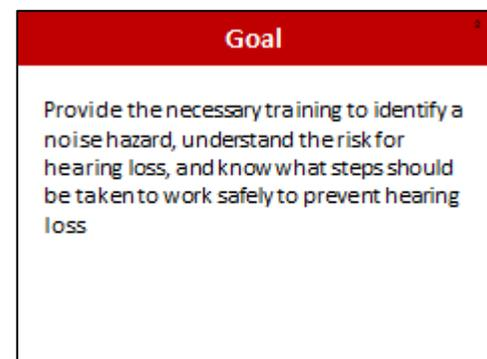 Goal
Provide the necessary training to identify a
noise hazard, understand the risk for
hearing loss, and know what steps should
be taken to work safely to prevent hearing
loss